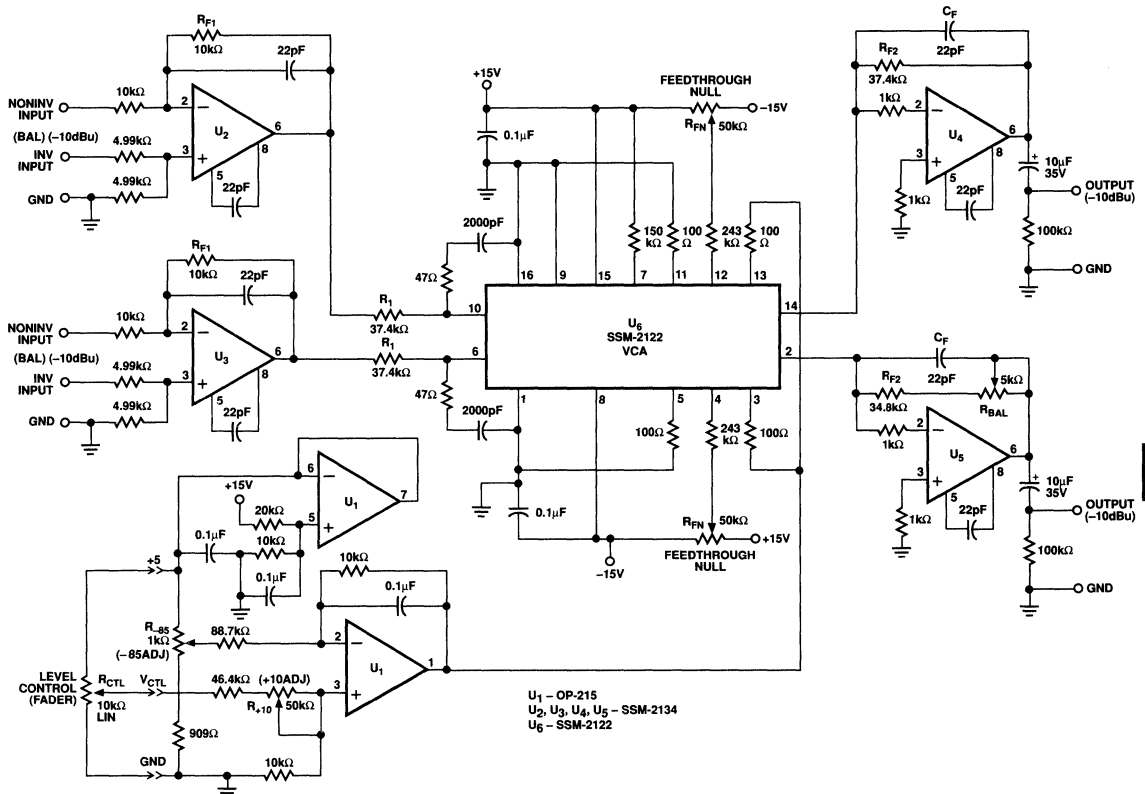 RF1
10kΩ
22pF
10kΩ
NONINV
INPUT
2
−
U2
6
(BAL) (−10dBu)
4.99kΩ
INV
INPUT
3
+
8
5
22pF
4.99kΩ
GND
RF1
10kΩ
22pF
10kΩ
NONINV
INPUT
2
−
U3
6
(BAL) (−10dBu)
4.99kΩ
INV
INPUT
3
+
8
5
22pF
4.99kΩ
GND
+15V
0.1μF
FEEDTHROUGH
NULL
−15V
RFN
50kΩ
2000pF
47Ω
150
kΩ
100
Ω
243
kΩ
100
Ω
16
9
15
7
11
12
13
R1
37.4kΩ
10
U6
SSM-2122
VCA
14
R1
37.4kΩ
6
2
47Ω
2000pF
1
8
5
4
3
100Ω
243
kΩ
100Ω
0.1μF
RFN
50kΩ
+15V
FEEDTHROUGH
NULL
−15V
CF
22pF
RF2
37.4kΩ
1kΩ
2
−
U4
6
3
+
8
5
22pF
1kΩ
10μF
35V
+
OUTPUT
(−10dBu)
100kΩ
GND
CF
22pF
5kΩ
RF2
34.8kΩ
RBAL
1kΩ
2
−
U5
6
3
+
8
5
22pF
1kΩ
10μF
35V
+
OUTPUT
(−10dBu)
100kΩ
GND
6
−
U1
7
+15V
20kΩ
5
+
0.1μF
10kΩ
+5
0.1μF
10kΩ
0.1μF
R−85
1kΩ
(−85ADJ)
88.7kΩ
2
−
U1
1
LEVEL
CONTROL
(FADER)
RCTL
10kΩ
LIN
VCTL
46.4kΩ
(+10ADJ)
3
+
R+10
50kΩ
909Ω
GND
10kΩ
U1 – OP-215
U2, U3, U4, U5 – SSM-2134
U6 – SSM-2122